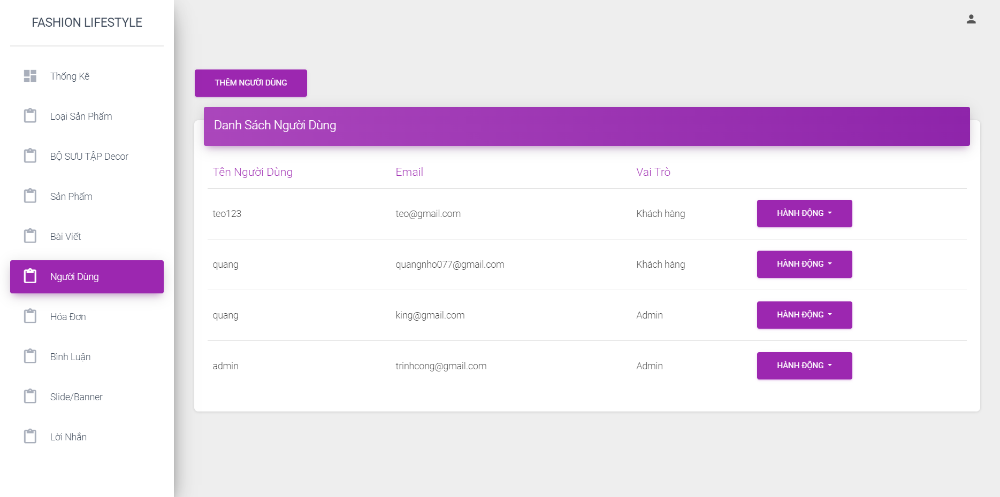 FASHION LIFESTYLE
Thống Kê
Loại Sản Phẩm
BỘ SƯU TẬP Decor
Sản Phẩm
Bài Viết
Người Dùng
Hóa Đơn
Bình Luận
Slide/Banner
Lời Nhắn
THÊM NGƯỜI DÙNG
Danh Sách Người Dùng
Tên Người Dùng Email Vai Trò
teo123 teo@gmail.com Khách hàng HÀNH ĐỘNG
quang quangnho077@gmail.com Khách hàng HÀNH ĐỘNG
quang king@gmail.com Admin HÀNH ĐỘNG
admin trinhcong@gmail.com Admin HÀNH ĐỘNG